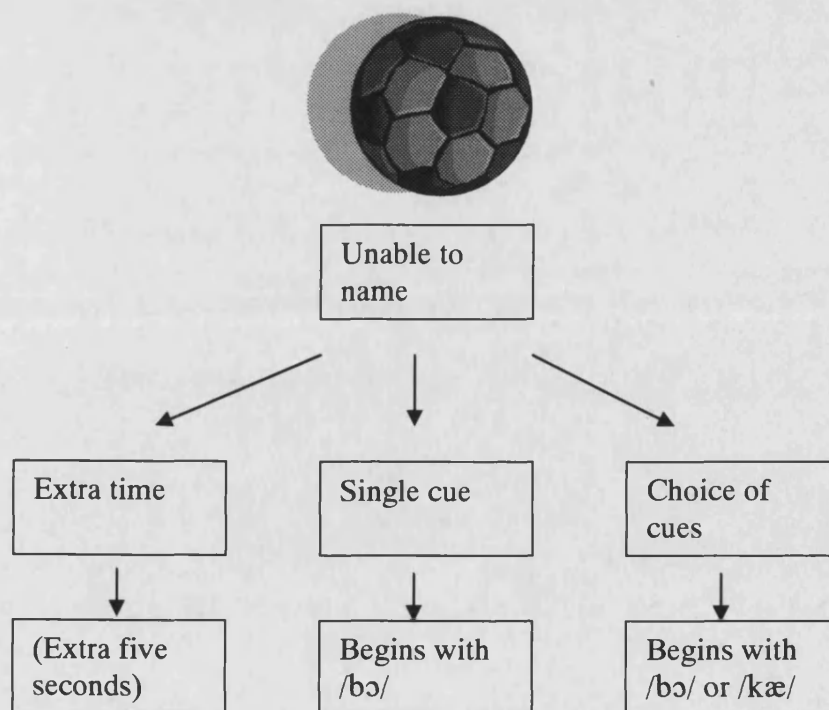 Unable to
name
Extra time
Single cue
Choice of
cues
(Extra five
seconds)
Begins with
/bɔ/
Begins with
/bɔ/ or /kæ/